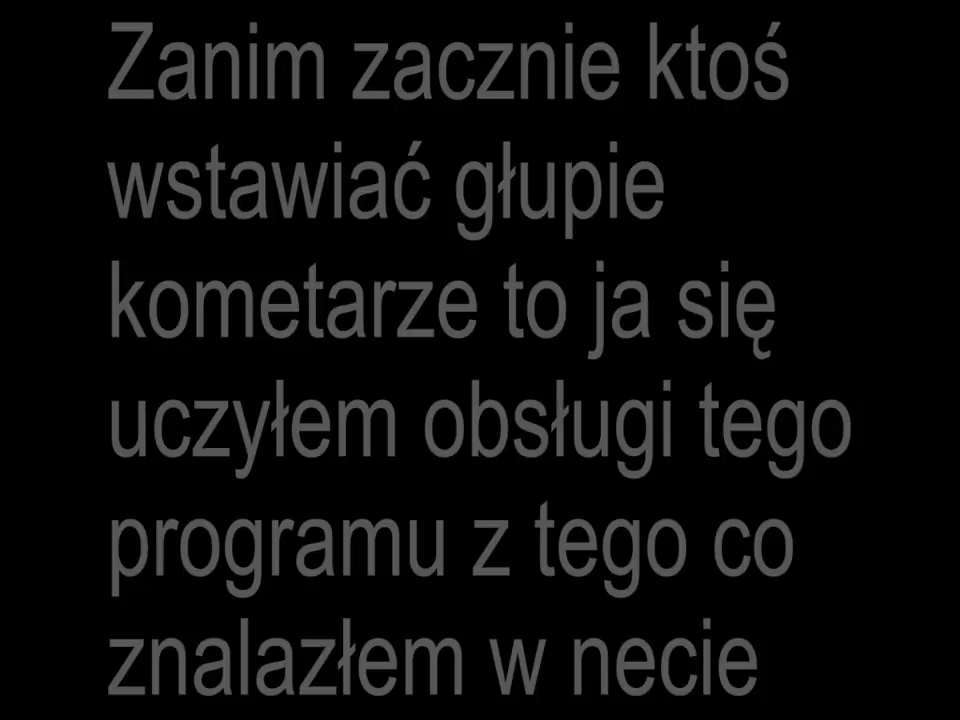 Zanim zacznie ktoś
wstawiać głupie
kometarze to ja się
uczyłem obsługi tego
programu z tego co
znalazłem w necie